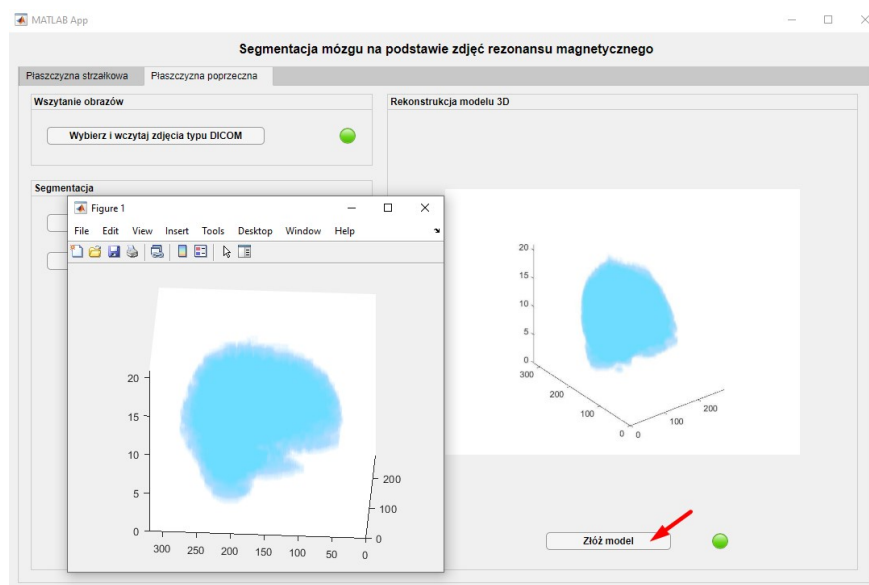 MATLAB App
Segmentacja mózgu na podstawie zdjęć rezonansu magnetycznego
Płaszczyzna strzałkowa Płaszczyzna poprzeczna
Wszytanie obrazów
Wybierz i wczytaj zdjęcia typu DICOM
Segmentacja
Figure 1
File Edit View Insert Tools Desktop Window Help
20
15
10
5
0
300 250 200 150 100 50 0
200
100
0
Rekonstrukcja modelu 3D
20
15
10
5
0
300
200
100
0
0
100
200
Złóż model